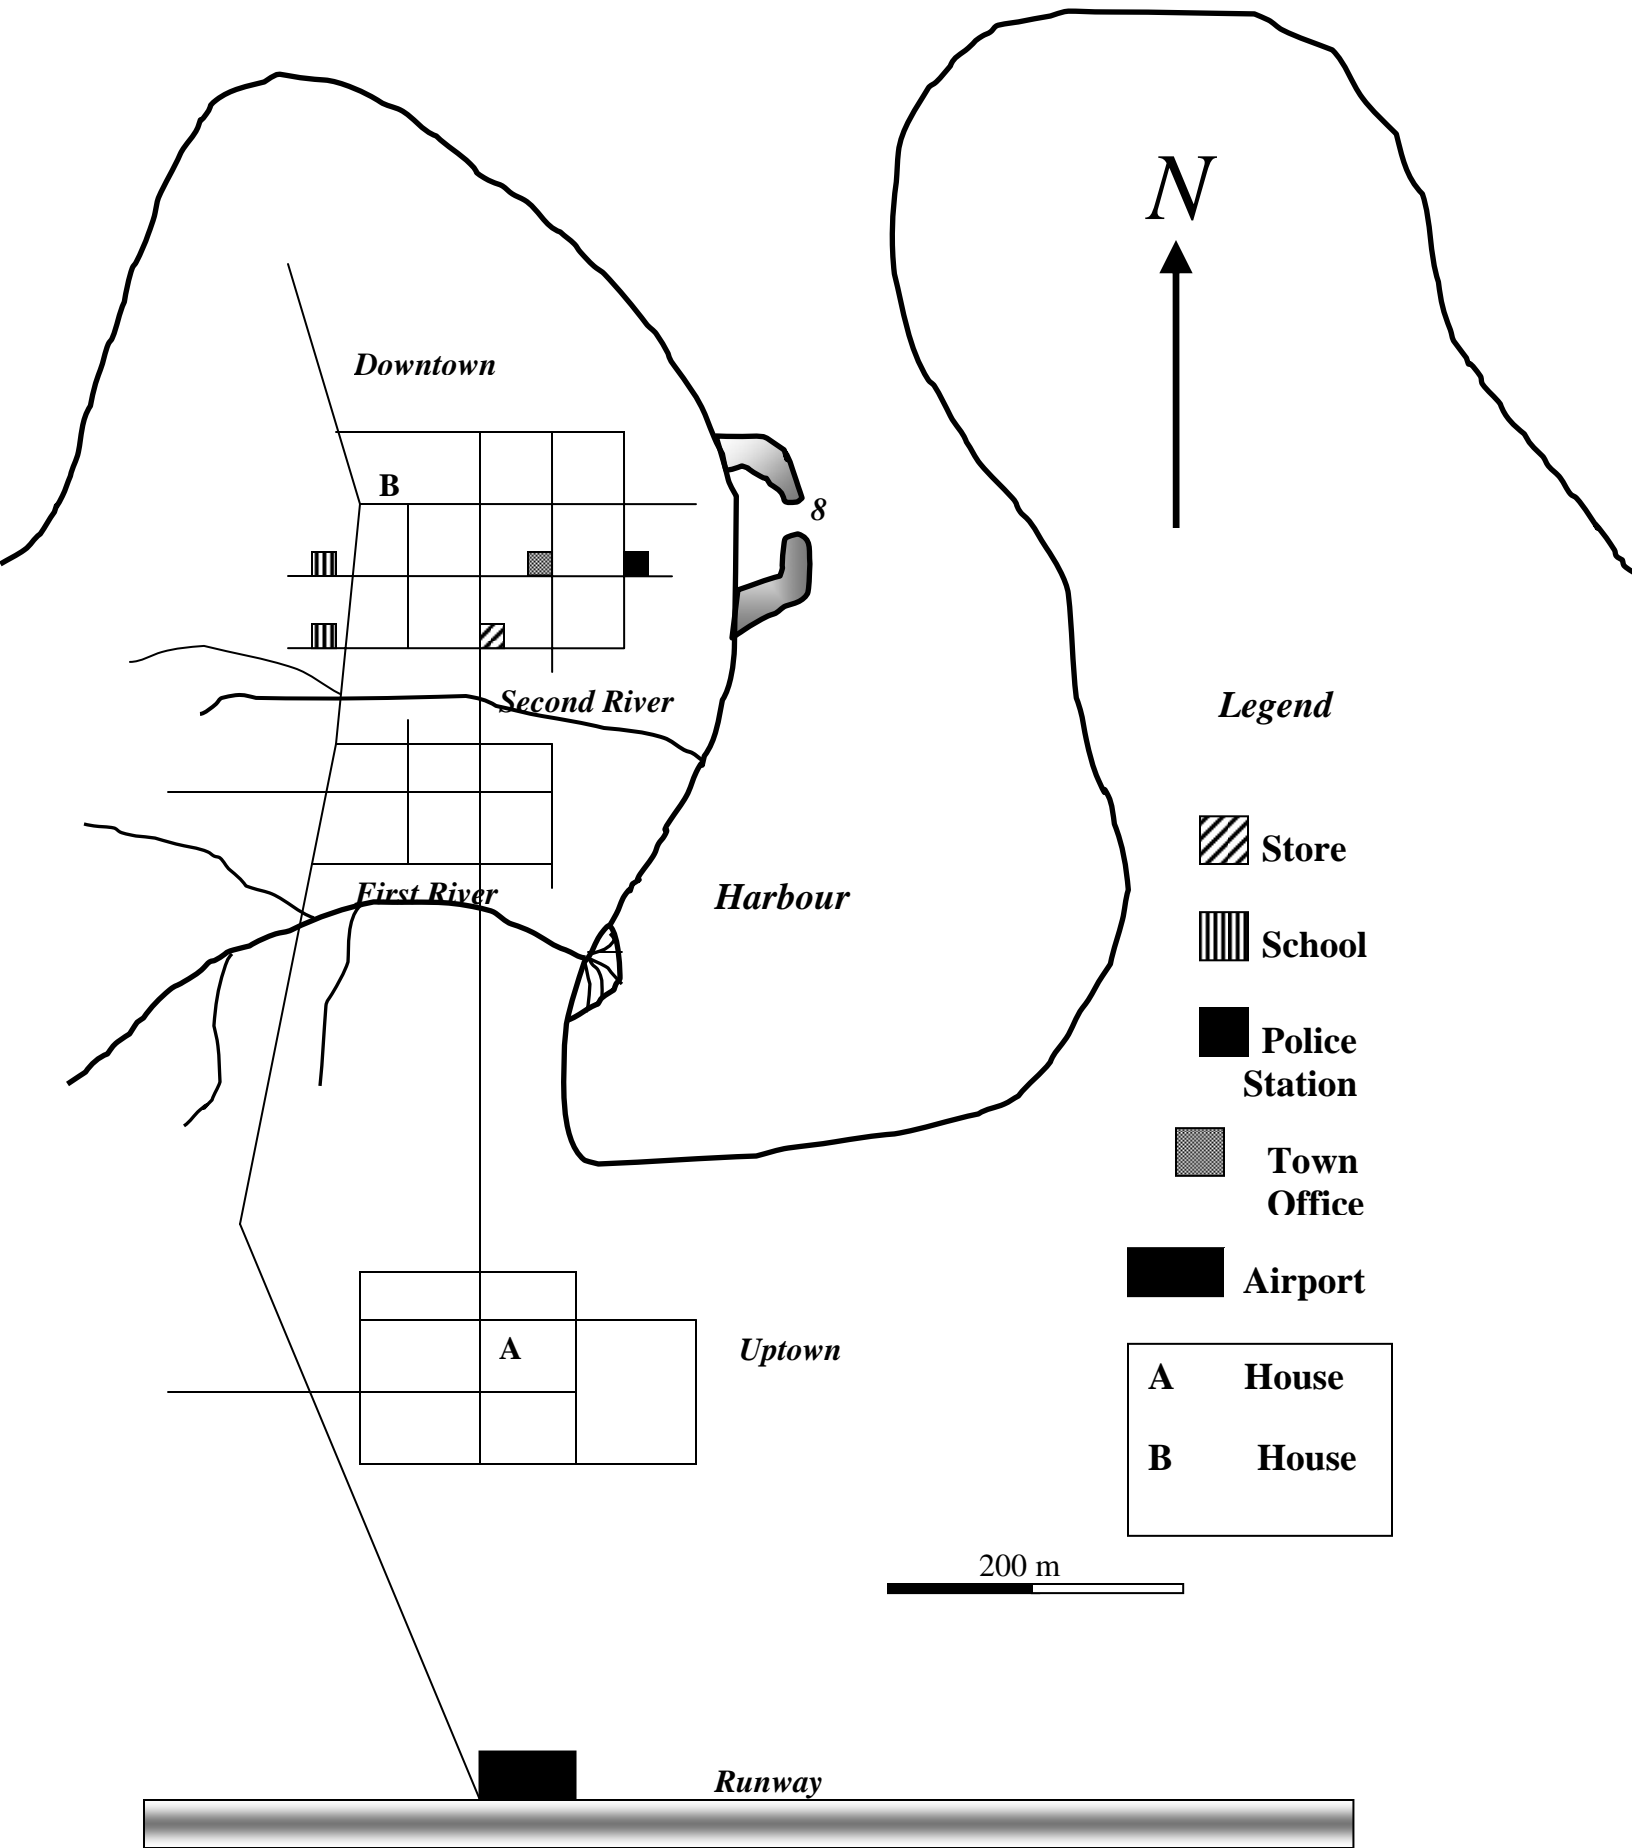 N
Downtown
B
8
Second River
Legend
Store
First River
Harbour
School
Police
Station
Town
Office
Airport
A
Uptown
A House
B House
200 m
Runway